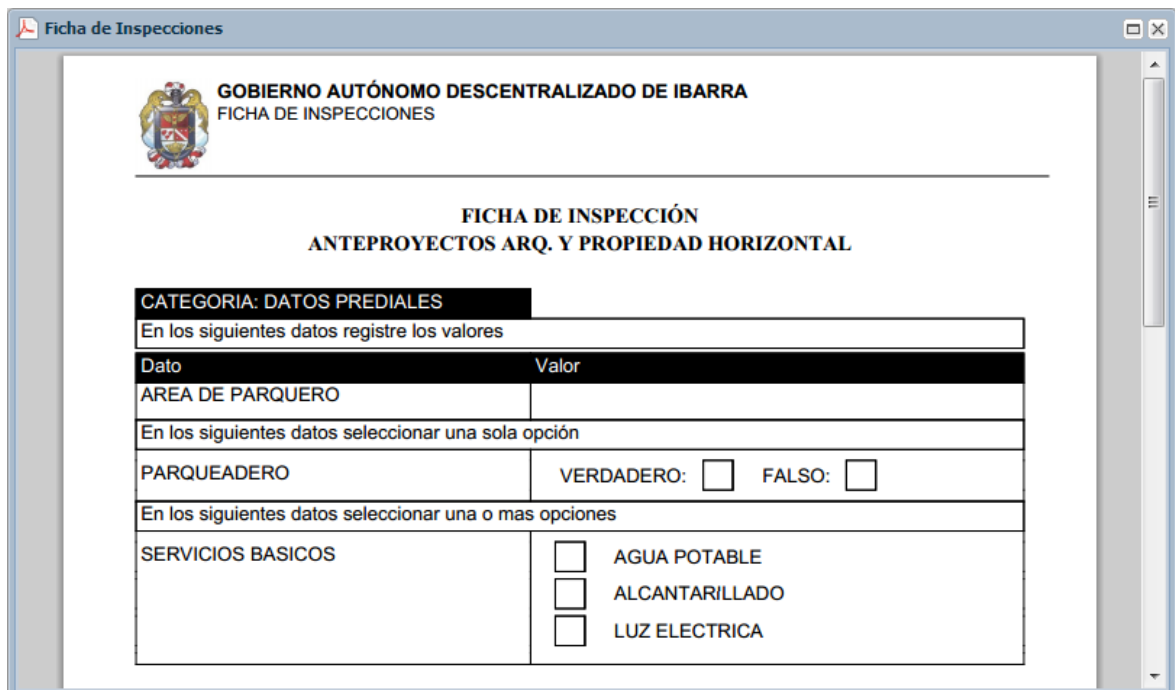 Ficha de Inspecciones
GOBIERNO AUTÓNOMO DESCENTRALIZADO DE IBARRA
FICHA DE INSPECCIONES
FICHA DE INSPECCIÓN
ANTEPROYECTOS ARQ. Y PROPIEDAD HORIZONTAL
CATEGORIA: DATOS PREDIALES
En los siguientes datos registre los valores
Dato Valor
AREA DE PARQUERO
En los siguientes datos seleccionar una sola opción
PARQUEADERO VERDADERO: FALSO:
En los siguientes datos seleccionar una o mas opciones
SERVICIOS BASICOS AGUA POTABLE
ALCANTARILLADO
LUZ ELECTRICA